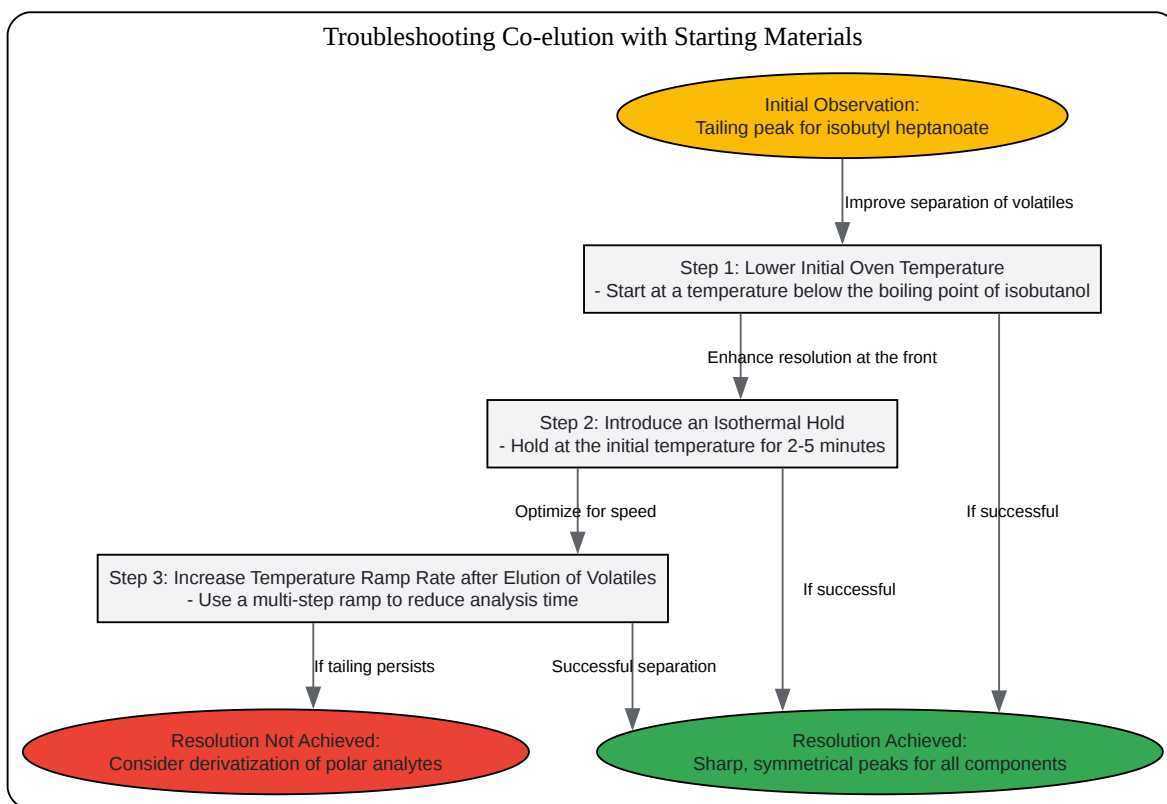 Troubleshooting Co-elution with Starting Materials
Initial Observation:
Tailing peak for isobutyl heptanoate
Improve separation of volatiles
Step 1: Lower Initial Oven Temperature
- Start at a temperature below the boiling point of isobutanol
Enhance resolution at the front
Step 2: Introduce an Isothermal Hold
- Hold at the initial temperature for 2-5 minutes
Optimize for speed
If successful
Step 3: Increase Temperature Ramp Rate after Elution of Volatiles
- Use a multi-step ramp to reduce analysis time
If successful
If tailing persists
Successful separation
Resolution Not Achieved:
Consider derivatization of polar analytes
Resolution Achieved:
Sharp, symmetrical peaks for all components